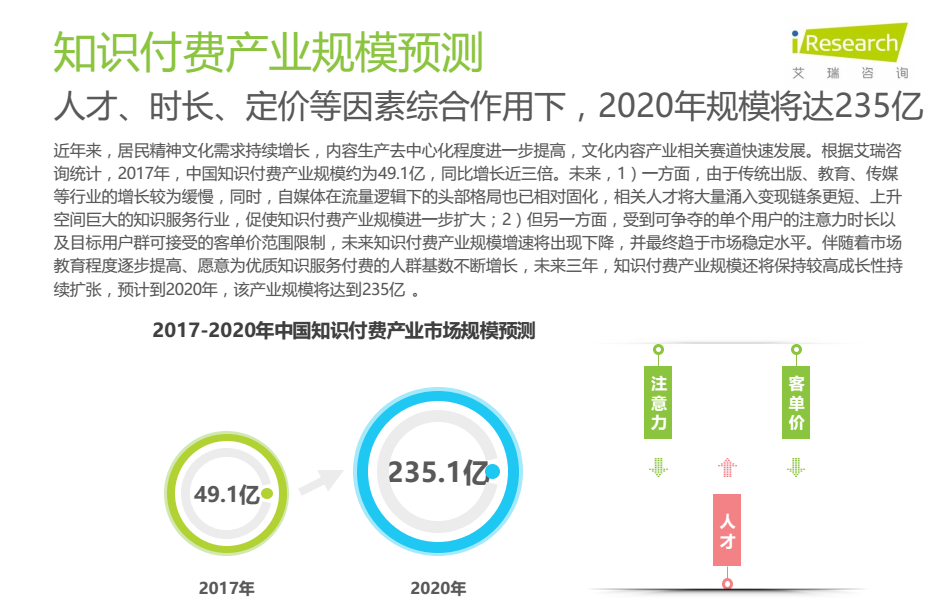 知识付费产业规模预测
iResearch
艾瑞咨询
人才、时长、定价等因素综合作用下，2020年规模将达235亿
近年来，居民精神文化需求持续增长，内容生产去中心化程度进一步提高，文化内容产业相关赛道快速发展。根据艾瑞咨
询统计，2017年，中国知识付费产业规模约为49.1亿，同比增长近三倍。未来，1）一方面，由于传统出版、教育、传媒
等行业的增长较为缓慢，同时，自媒体在流量逻辑下的头部格局也已相对固化，相关人才将大量涌入变现链条更短、上升
空间巨大的知识服务行业，促使知识付费产业规模进一步扩大；2）但另一方面，受到可争夺的单个用户的注意力时长以
及目标用户群可接受的客单价范围限制，未来知识付费产业规模增速将出现下降，并最终趋于市场稳定水平。伴随着市场
教育程度逐步提高、愿意为优质知识服务付费的人群基数不断增长，未来三年，知识付费产业规模还将保持较高成长性持
续扩张，预计到2020年，该产业规模将达到235亿 。
2017-2020年中国知识付费产业市场规模预测
49.1亿
2017年
235.1亿
2020年
注意力
客单价
人才